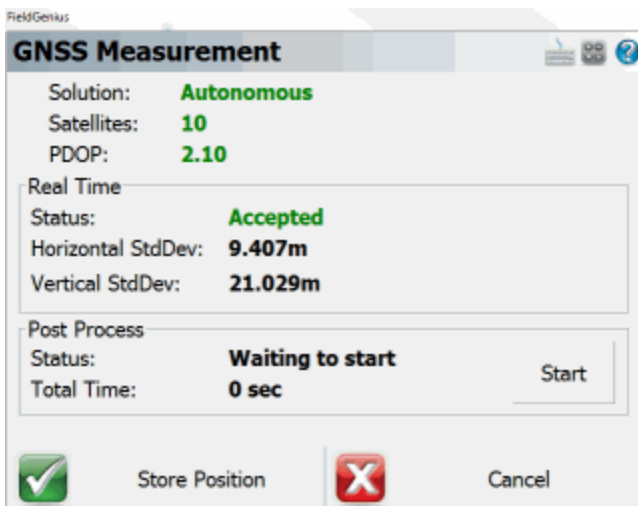 FieldGenius
GNSS Measurement
Solution: Autonomous
Satellites: 10
PDOP: 2.10
Real Time
Status: Accepted
Horizontal StdDev: 9.407m
Vertical StdDev: 21.029m
Post Process
Status: Waiting to start
Total Time: 0 sec
Start
Store Position Cancel